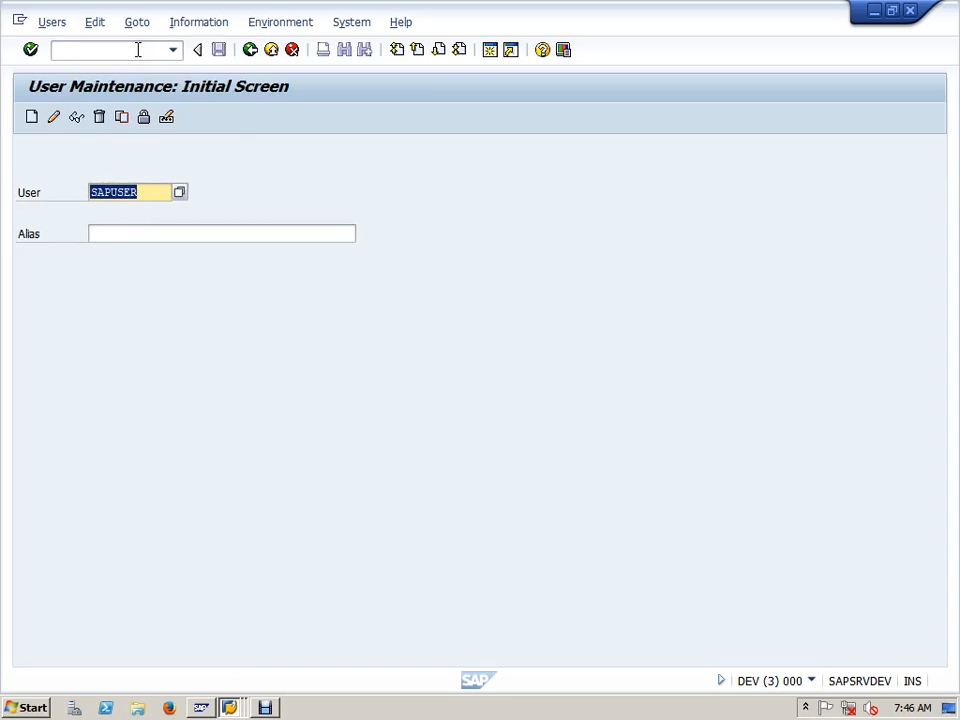 Users Edit Goto Information Environment System Help
User Maintenance: Initial Screen
User SAPUSER
Alias
SAP DEV (3) 000 SAPSRVDEV INS
Start SAP 7:46 AM